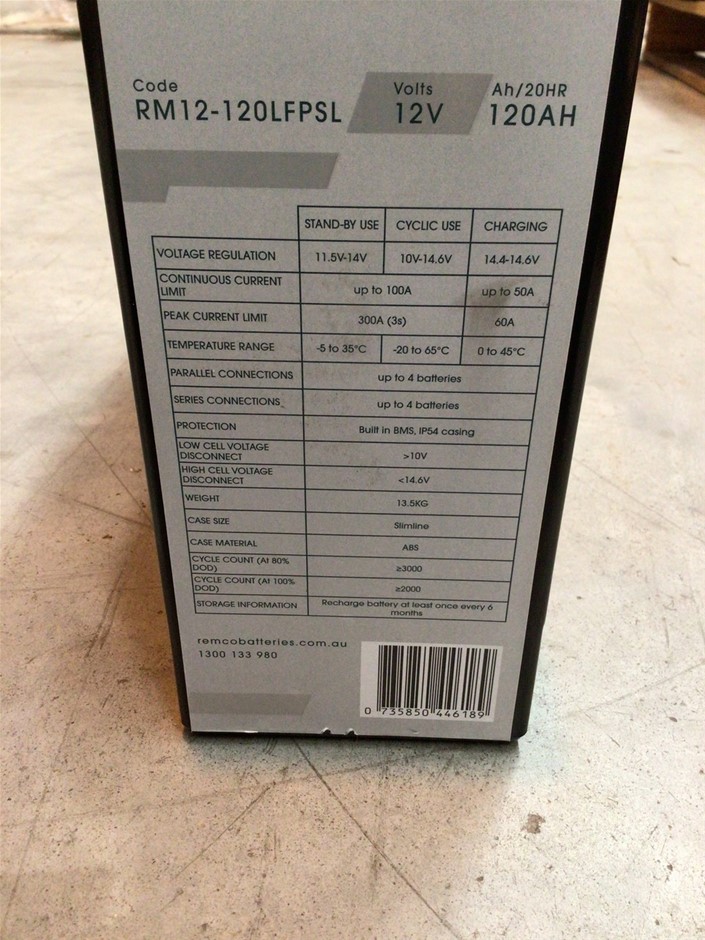 Code Volts Ah/20HR
RM12-120LFPSL 12V 120AH
STAND-BY USE CYCLIC USE CHARGING
VOLTAGE REGULATION 11.5V-14V 10V-14.6V 14.4-14.6V
CONTINUOUS CURRENT
LIMIT up to 100A up to 50A
PEAK CURRENT LIMIT 300A (3s) 60A
TEMPERATURE RANGE -5 to 35°C -20 to 65°C 0 to 45°C
PARALLEL CONNECTIONS up to 4 batteries
SERIES CONNECTIONS up to 4 batteries
PROTECTION Built in BMS, IP54 casing
LOW CELL VOLTAGE
DISCONNECT >10V
HIGH CELL VOLTAGE
DISCONNECT <14.6V
WEIGHT 13.5KG
CASE SIZE Slimline
CASE MATERIAL ABS
CYCLE COUNT (At 80%
DOD) ≥3000
CYCLE COUNT (At 100%
DOD) ≥2000
STORAGE INFORMATION Recharge battery at least once every 6
months
remcobatteries.com.au
1300 133 980
0 735850 446189